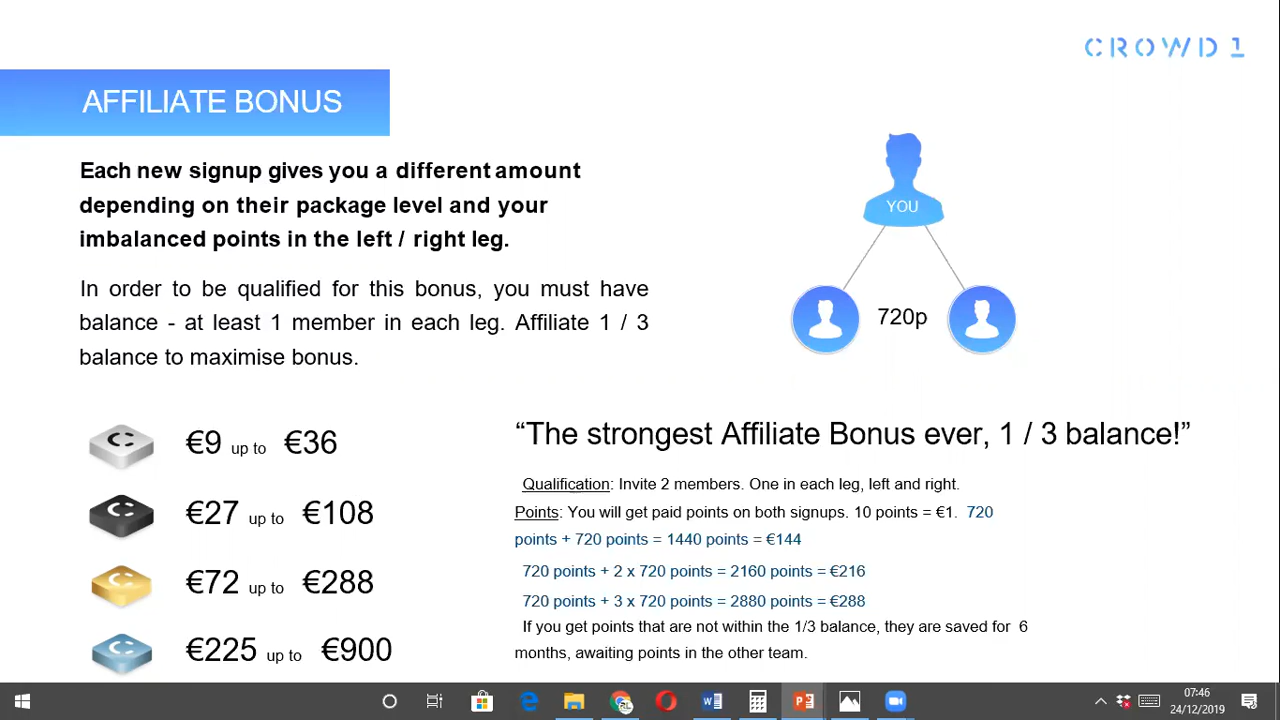 CROWD 1
AFFILIATE BONUS
Each new signup gives you a different amount
depending on their package level and your
imbalanced points in the left / right leg.
In order to be qualified for this bonus, you must have
balance - at least 1 member in each leg. Affiliate 1 / 3
balance to maximise bonus.
YOU
720p
€9 up to €36
€27 up to €108
€72 up to €288
€225 up to €900
“The strongest Affiliate Bonus ever, 1 / 3 balance!”
Qualification: Invite 2 members. One in each leg, left and right.
Points: You will get paid points on both signups. 10 points = €1. 720
points + 720 points = 1440 points = €144
720 points + 2 x 720 points = 2160 points = €216
720 points + 3 x 720 points = 2880 points = €288
If you get points that are not within the 1/3 balance, they are saved for 6
months, awaiting points in the other team.
07:46
24/12/2019